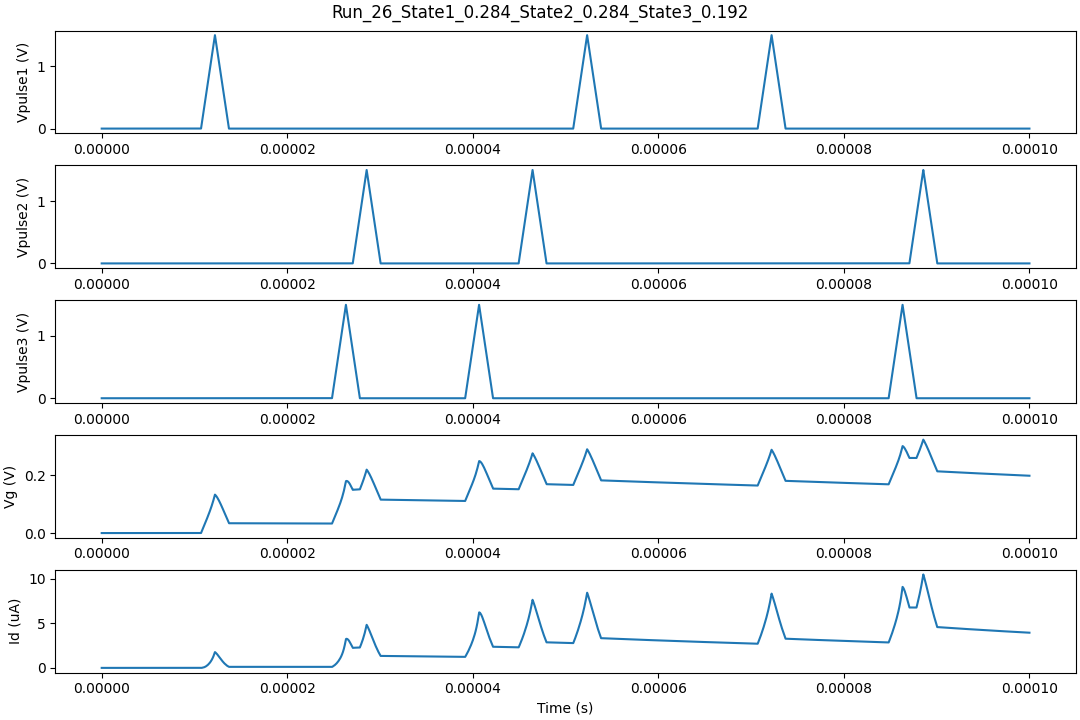 Run_26_State1_0.284_State2_0.284_State3_0.192
Vpulse1 (V)
1
0
0.00000 0.00002 0.00004 0.00006 0.00008 0.00010
Vpulse2 (V)
1
0
0.00000 0.00002 0.00004 0.00006 0.00008 0.00010
Vpulse3 (V)
1
0
0.00000 0.00002 0.00004 0.00006 0.00008 0.00010
Vg (V)
0.2
0.0
0.00000 0.00002 0.00004 0.00006 0.00008 0.00010
Id (uA)
10
5
0
0.00000 0.00002 0.00004 0.00006 0.00008 0.00010
Time (s)